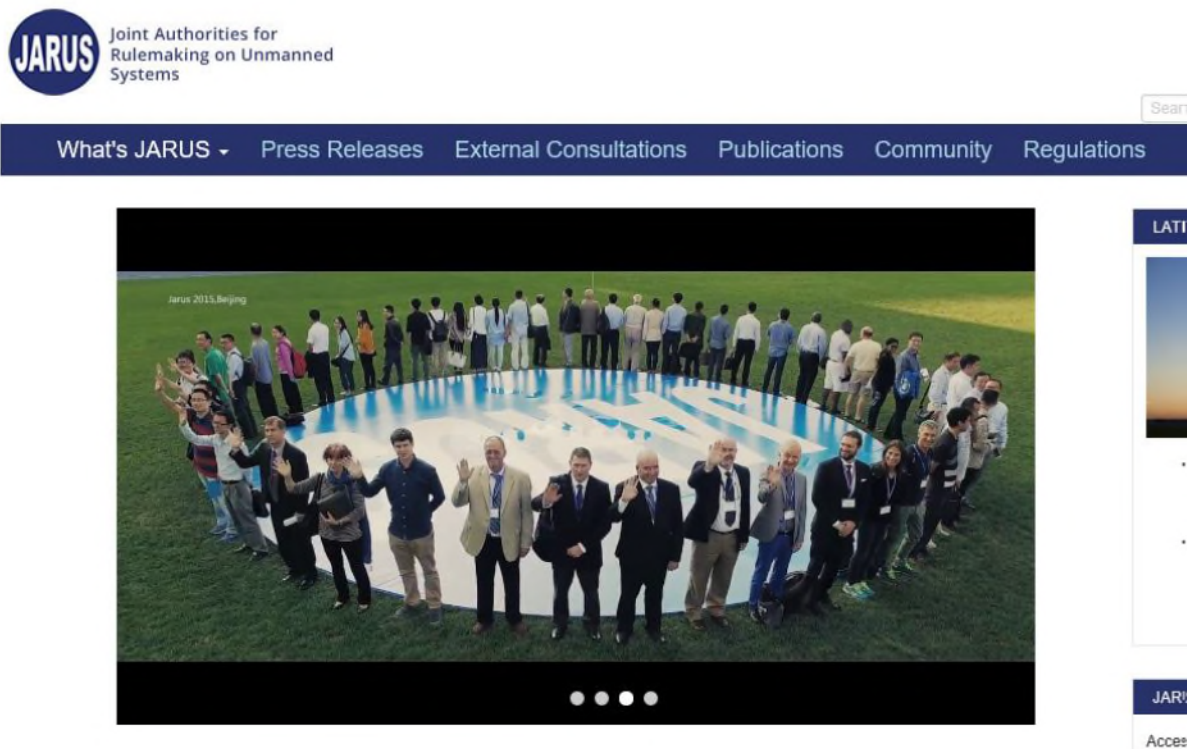 JARUS
Joint Authorities for
Rulemaking on Unmanned
Systems
What's JARUS
Press Releases
External Consultations
Publications
Community
Regulations
Jarus 2015,Beijing